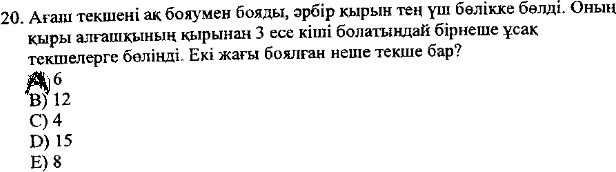 20. Ағаш текшені ақ бояумен бояды, әрбір қырын тең үш бөлікке бөлді. Оның
қыры алғашқының қырынан 3 есе кіші болатындай бірнеше ұсақ
текшелерге бөлінді. Екі жағы боялған неше текше бар?
A) 6
B) 12
C) 4
D) 15
E) 8